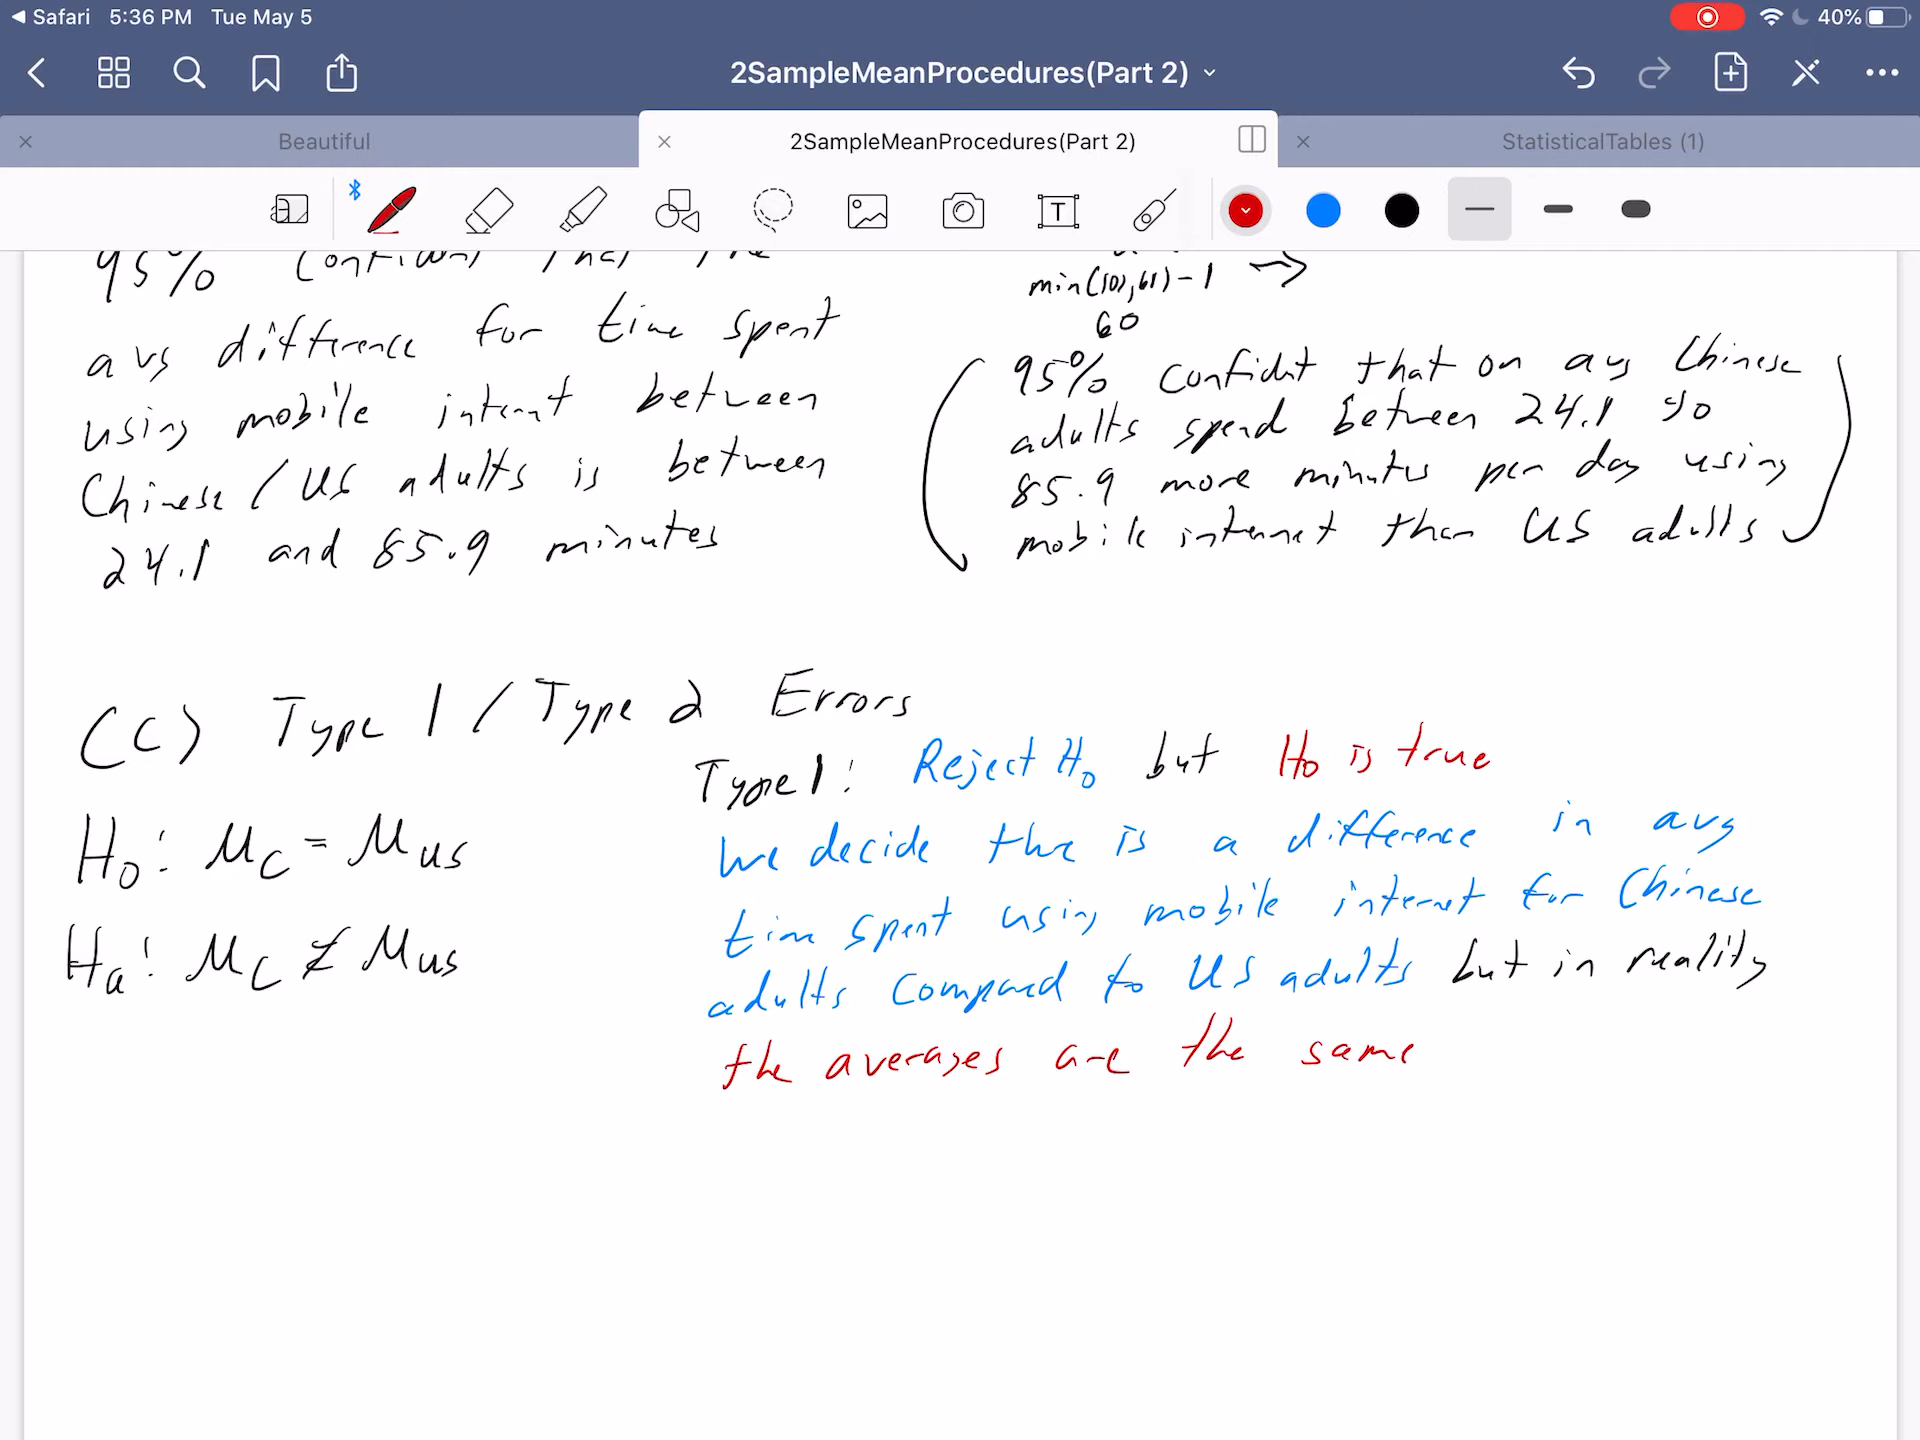 Safari 5:36 PM Tue May 5
40%
2SampleMeanProcedures(Part 2)
Beautiful
2SampleMeanProcedures(Part 2)
StatisticalTables (1)
95% confident that the
avg difference for time spent
using mobile internt between
Chinese / US adults is between
24.1 and 85.9 minutes
min(101,61)-1 →
60
95% confidnt that on avg Chinese
adults spend between 24.1
85.9 more minutes per day using
mobile internet than US adults
(C) Type 1 / Type 2 Errors
H₀: μC = μus
Ha: μC ≠ μus
Type 1: Reject H₀ but H₀ is true
We decide the is a difference in avg
time spent using mobile internet for Chinese
adults compared to US adults but in reality
the averages are the same